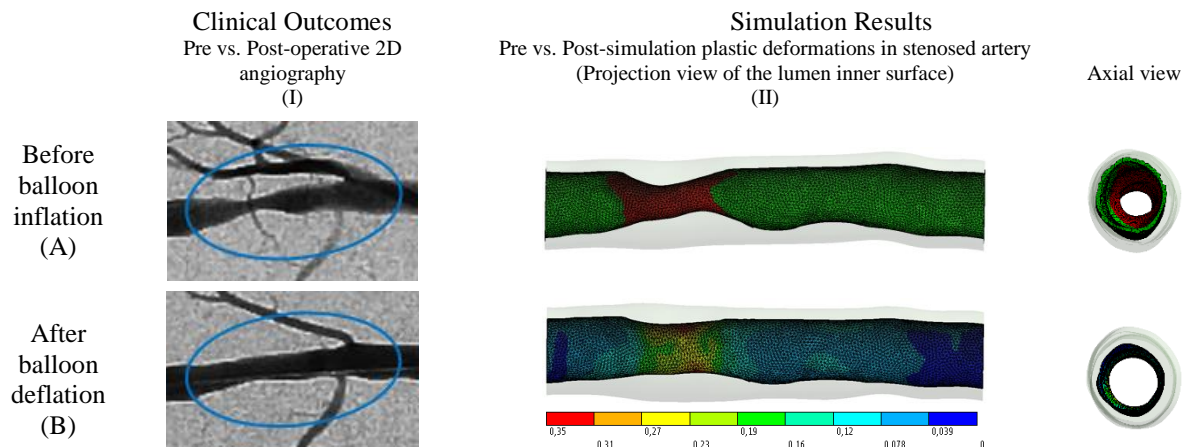 Clinical Outcomes
Pre vs. Post-operative 2D
angiography
(I)
Simulation Results
Pre vs. Post-simulation plastic deformations in stenosed artery
(Projection view of the lumen inner surface)
(II)
Axial view
Before
balloon
inflation
(A)
After
balloon
deflation
(B)
0,35 0,27 0,19 0,12 0,039
0,31 0,23 0,16 0,078 0